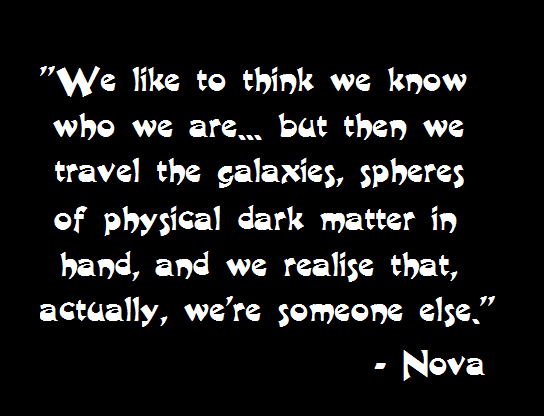 "We like to think we know
who we are... but then we
travel the galaxies, spheres
of physical dark matter in
hand, and we realise that,
actually, we're someone else."
- Nova